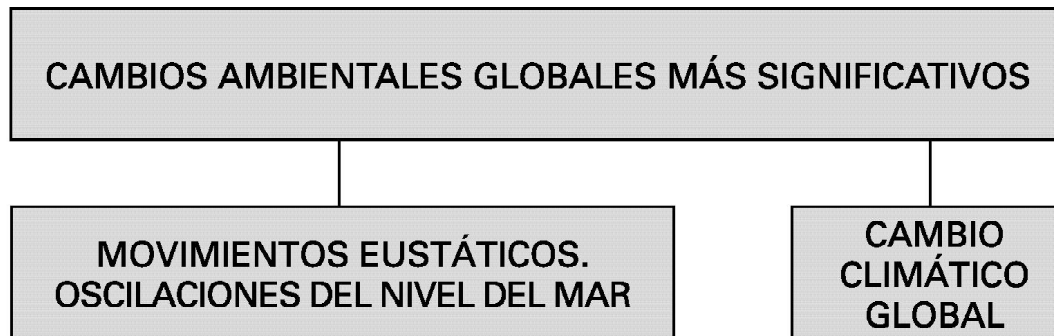 CAMBIOS AMBIENTALES GLOBALES MÁS SIGNIFICATIVOS
MOVIMIENTOS EUSTÁTICOS.
OSCILACIONES DEL NIVEL DEL MAR
CAMBIO
CLIMÁTICO
GLOBAL